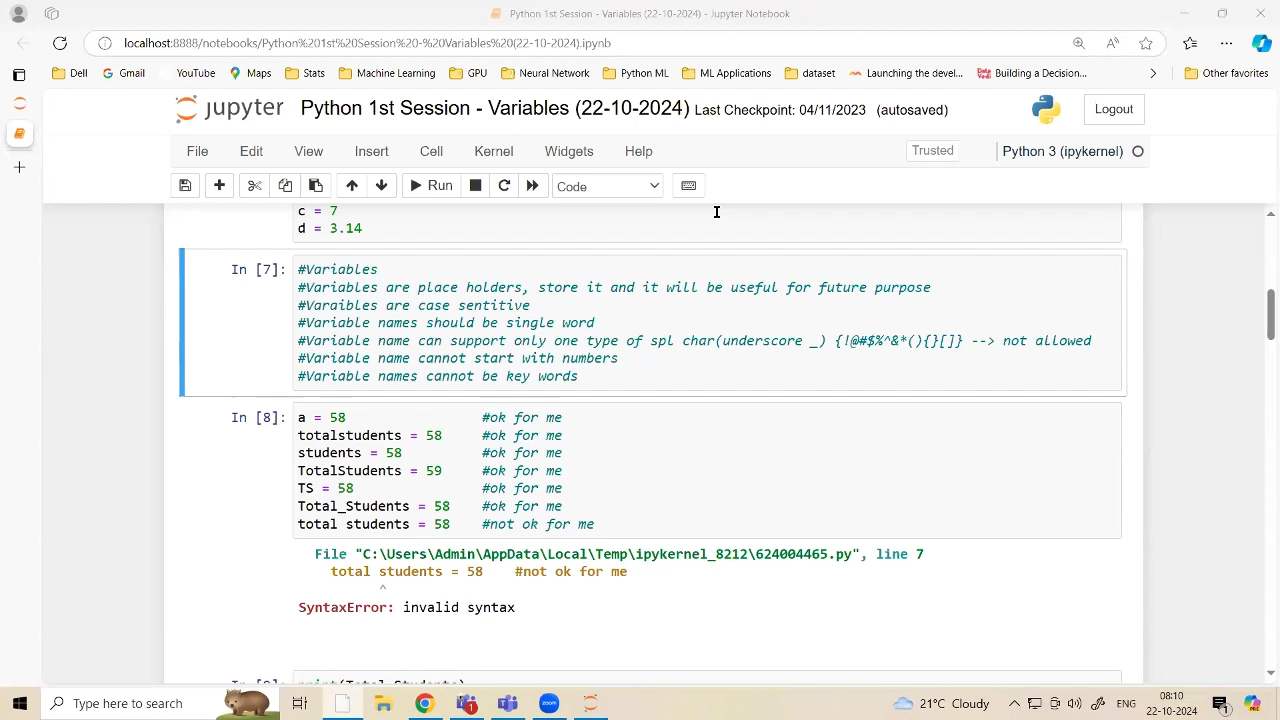 Python 1st Session - Variables (22-10-2024) - Jupyter Notebook
localhost:8888/notebooks/Python%201st%20Session%20-%20Variables%20(22-10-2024).ipynb
Dell Gmail YouTube Maps Stats Machine Learning GPU Neural Network Python ML ML Applications dataset Launching the devel... Building a Decision... Other favorites
jupyter Python 1st Session - Variables (22-10-2024) Last Checkpoint: 04/11/2023 (autosaved) Logout
File Edit View Insert Cell Kernel Widgets Help Trusted Python 3 (ipykernel)
Run Code
c = 7
d = 3.14
In [7]: #Variables
#Variables are place holders, store it and it will be useful for future purpose
#Varaibles are case sentitive
#Variable names should be single word
#Variable name can support only one type of spl char(underscore _) {!@#$%^&*(){}[]} --> not allowed
#Variable name cannot start with numbers
#Variable names cannot be key words
In [8]: a = 58 #ok for me
totalstudents = 58 #ok for me
students = 58 #ok for me
TotalStudents = 59 #ok for me
TS = 58 #ok for me
Total_Students = 58 #ok for me
total students = 58 #not ok for me
File "C:\Users\Admin\AppData\Local\Temp\ipykernel_8212\624004465.py", line 7
total students = 58 #not ok for me
^
SyntaxError: invalid syntax
In [9]: print(Total_Students)
Type here to search 1 zoom 21°C Cloudy ENG 08:10
22-10-2024 1